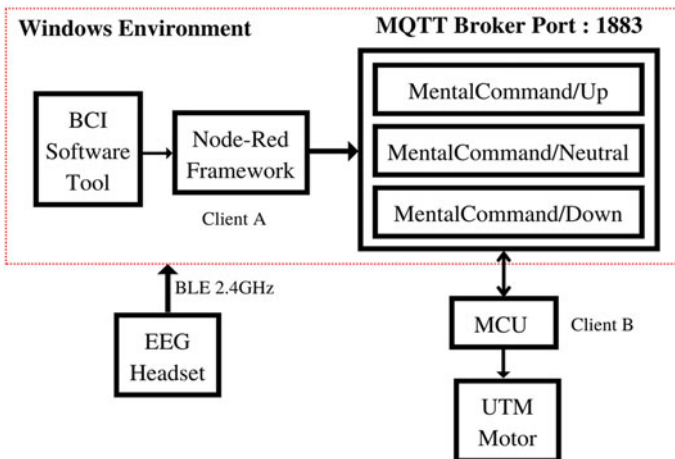 Windows Environment
MQTT Broker Port : 1883
BCI
Software
Tool
Node-Red
Framework
Client A
MentalCommand/Up
MentalCommand/Neutral
MentalCommand/Down
BLE 2.4GHz
EEG
Headset
MCU
Client B
UTM
Motor